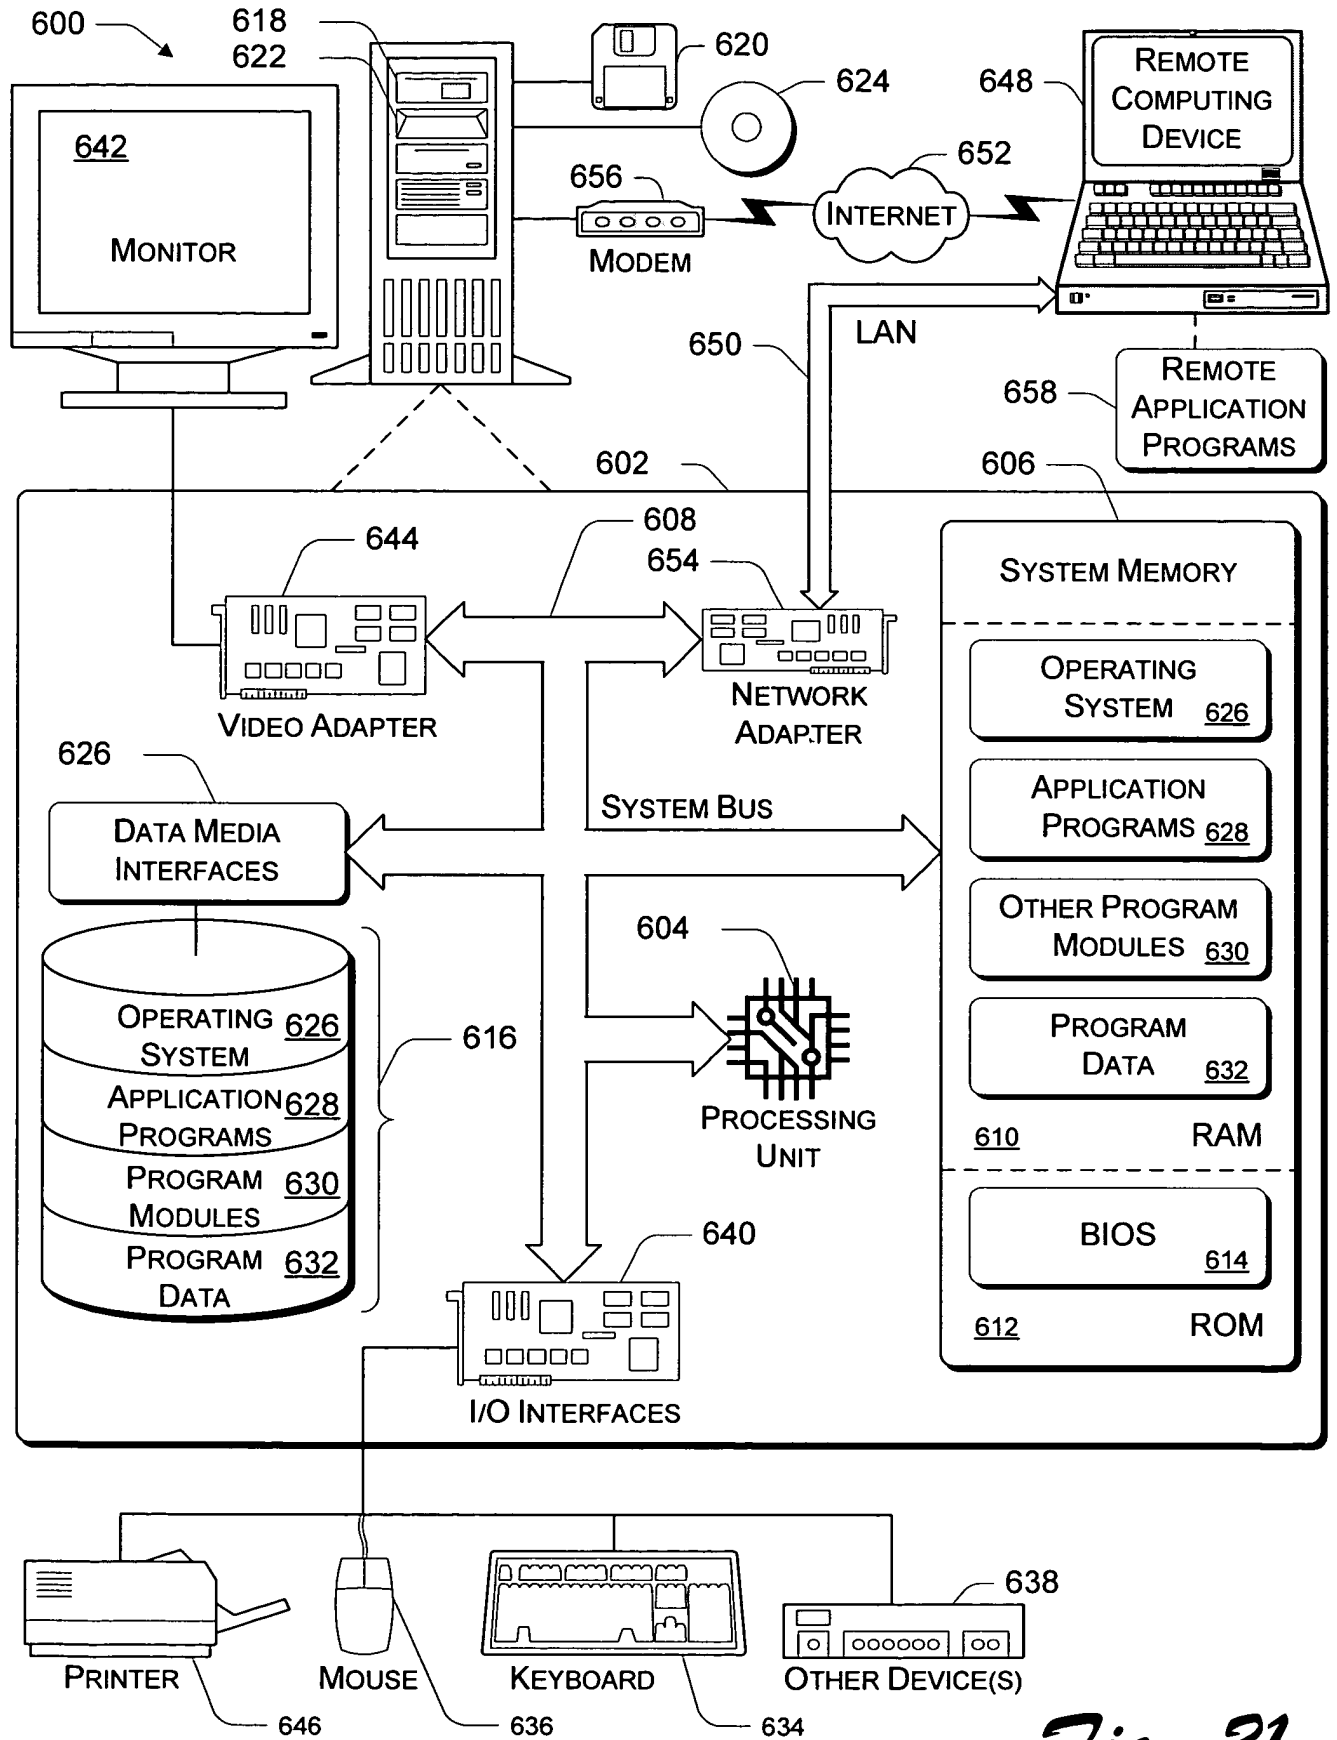 600
618
622
620
624
648
REMOTE
COMPUTING
DEVICE
642
MONITOR
656
MODEM
652
INTERNET
LAN
650
658
REMOTE
APPLICATION
PROGRAMS
602
606
644
608
654
SYSTEM MEMORY
VIDEO ADAPTER
NETWORK
ADAPTER
OPERATING
SYSTEM 626
626
DATA MEDIA
INTERFACES
SYSTEM BUS
APPLICATION
PROGRAMS 628
OTHER PROGRAM
MODULES 630
604
PROCESSING
UNIT
PROGRAM
DATA 632
610 RAM
OPERATING 626
SYSTEM
APPLICATION 628
PROGRAMS
PROGRAM 630
MODULES
PROGRAM 632
DATA
616
BIOS
614
612 ROM
640
I/O INTERFACES
PRINTER
646
MOUSE
636
KEYBOARD
634
638
OTHER DEVICE(S)
Fig. 21